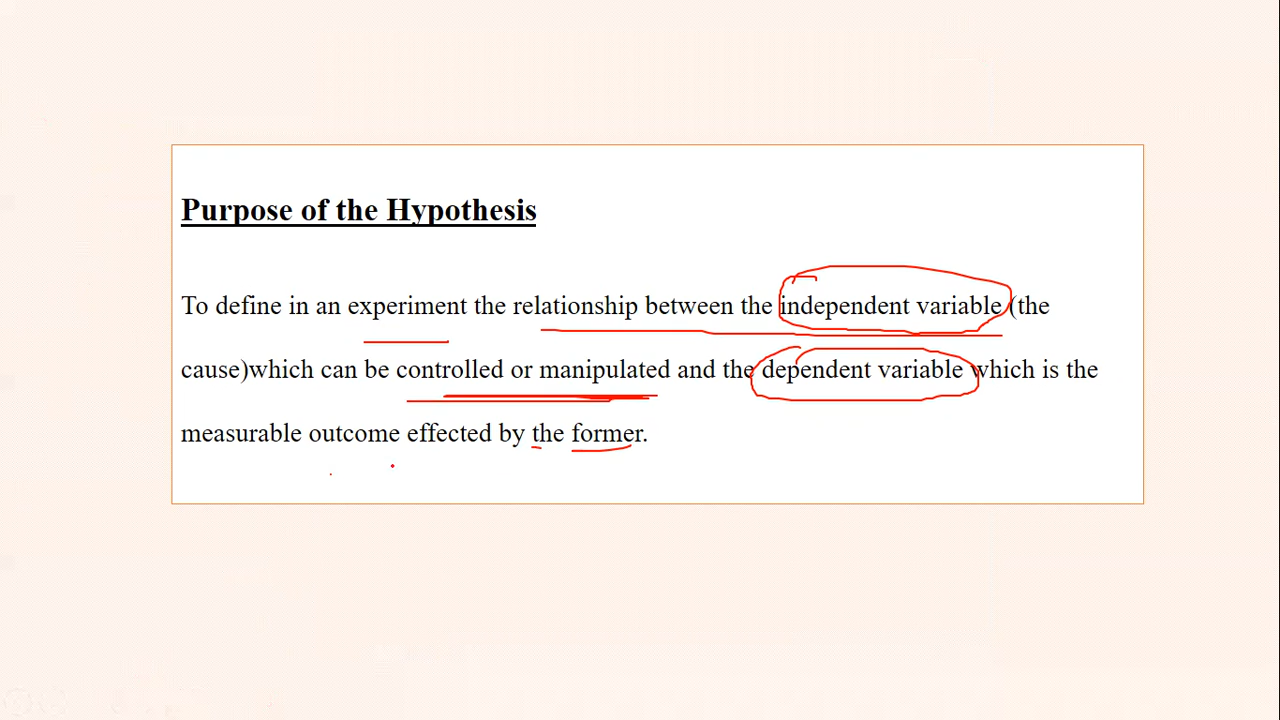 Purpose of the Hypothesis
To define in an experiment the relationship between the independent variable (the
cause)which can be controlled or manipulated and the dependent variable which is the
measurable outcome effected by the former.